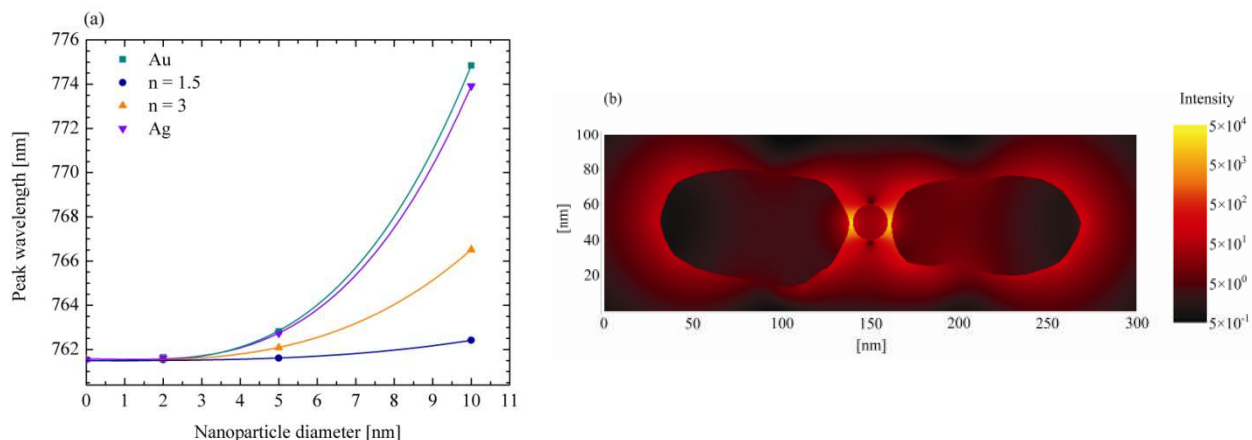 (a)
776
774
772
770
768
766
764
762
Peak wavelength [nm]
Au
n = 1.5
n = 3
Ag
0 1 2 3 4 5 6 7 8 9 10 11
Nanoparticle diameter [nm]
(b)
100
80
60
40
20
[nm]
0 50 100 150 200 250 300
[nm]
Intensity
5×10⁴
5×10³
5×10²
5×10¹
5×10⁰
5×10⁻¹